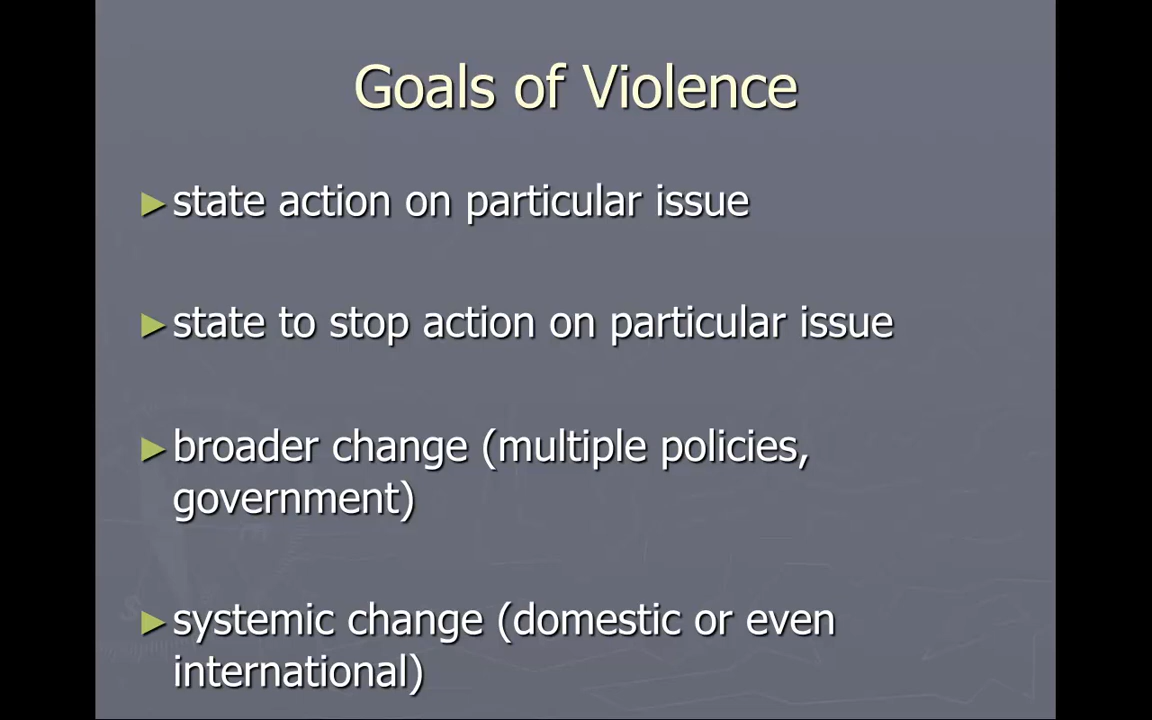 Goals of Violence
►state action on particular issue
►state to stop action on particular issue
►broader change (multiple policies,
government)
►systemic change (domestic or even
international)